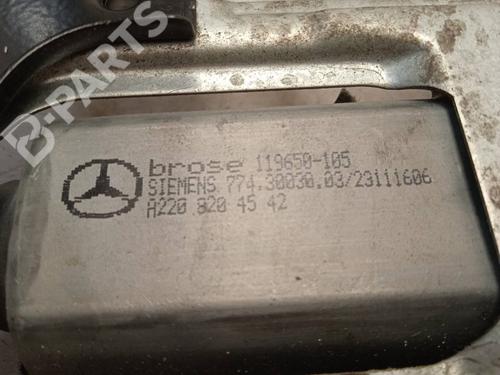 B-PARTS
brose 119650-105
SIEMENS 774.30030.03/23111606
A220 820 45 42